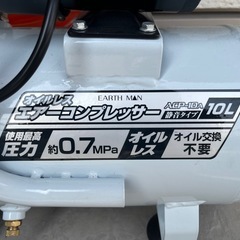 EARTH MAN
オイルレス
エアーコンプレッサー ACP-10A 静音タイプ 10L
使用最高圧力 約0.7MPa オイルレス オイル交換不要